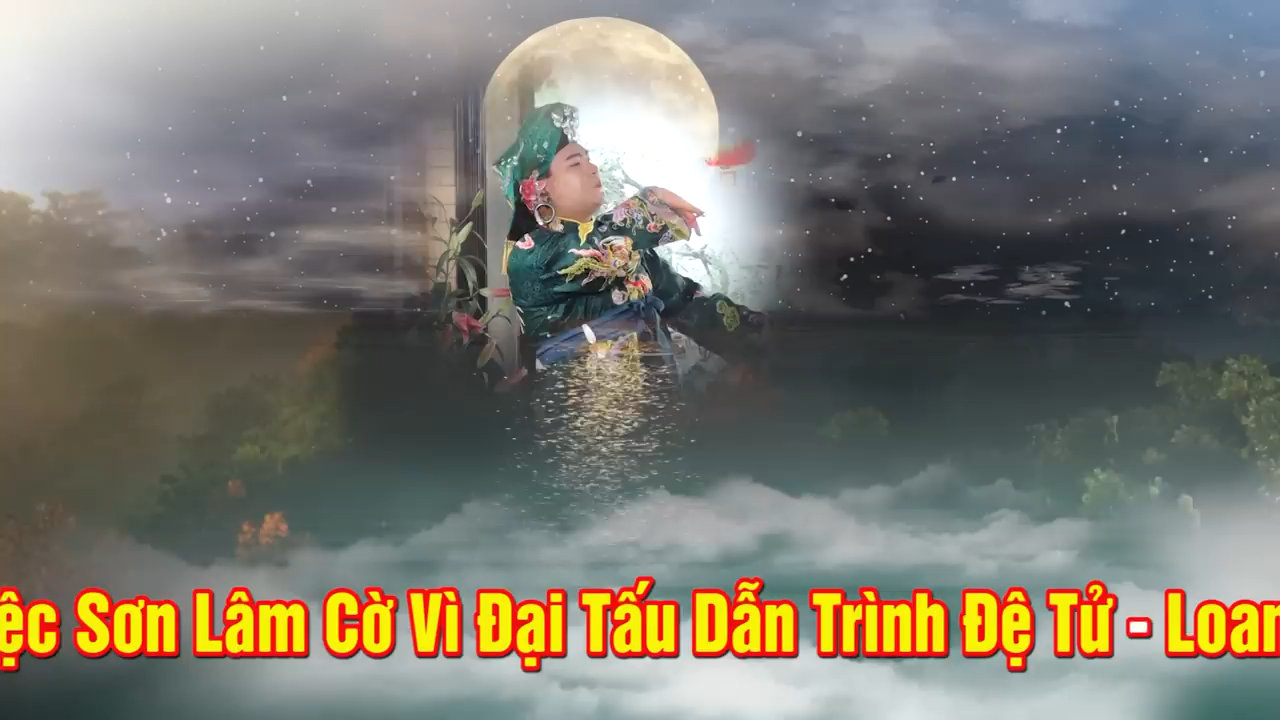 ệc Sơn Lâm Cờ Vì Đại Tấu Dẫn Trình Đệ Tử - Loan